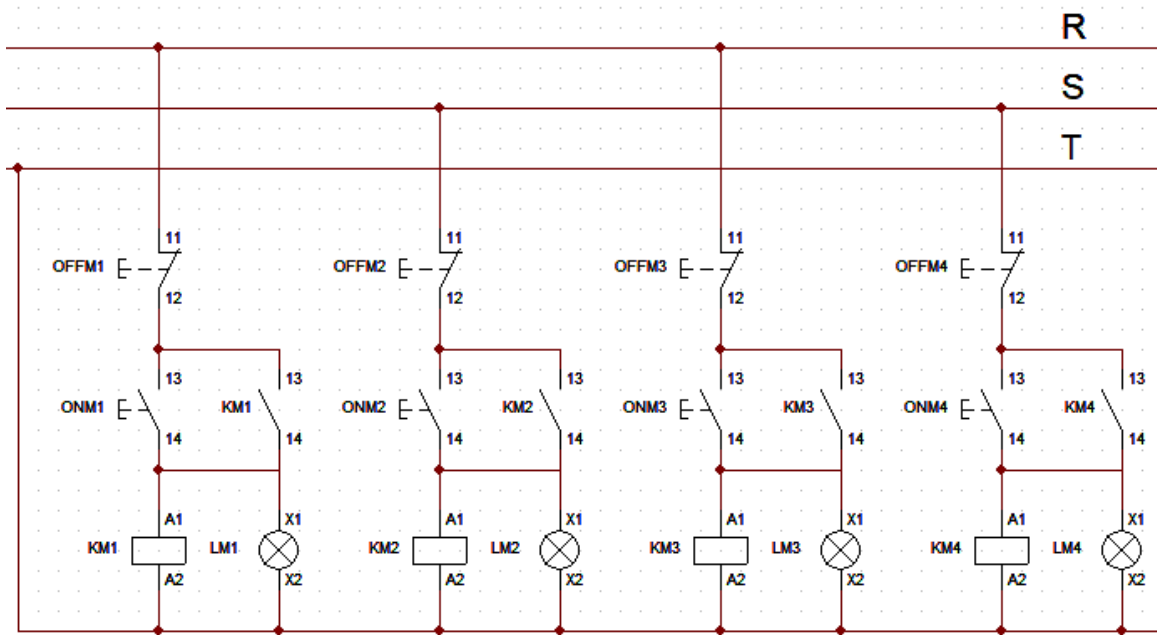 R
S
T
11 11 11 11
OFFM1 OFFM2 OFFM3 OFFM4
12 12 12 12
13 13 13 13 13 13 13 13
ONM1 KM1 ONM2 KM2 ONM3 KM3 ONM4 KM4
14 14 14 14 14 14 14 14
A1 X1 A1 X1 A1 X1 A1 X1
KM1 LM1 KM2 LM2 KM3 LM3 KM4 LM4
A2 X2 A2 X2 A2 X2 A2 X2